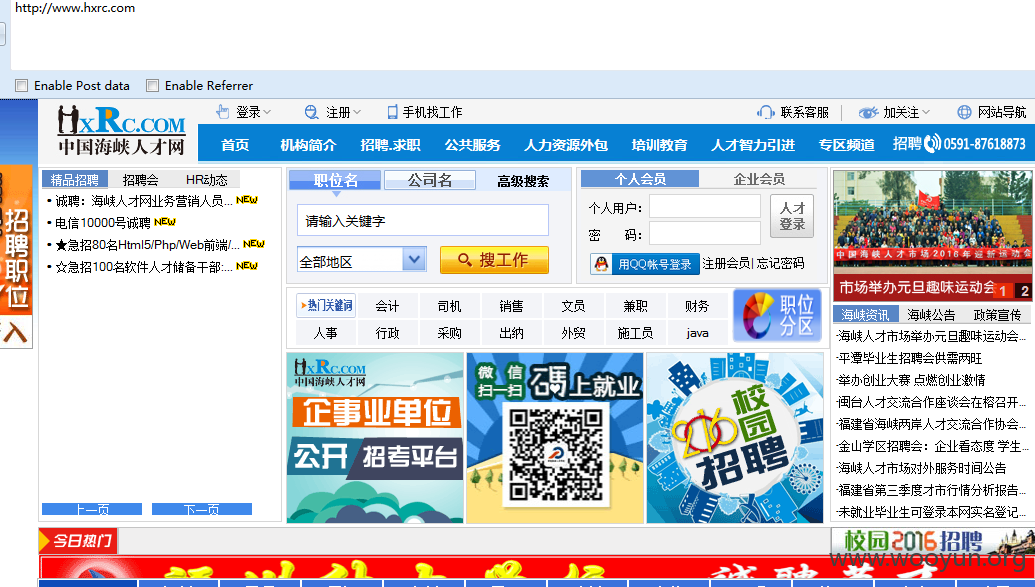 http://www.hxrc.com
Enable Post data Enable Referrer
登录 注册 手机找工作 联系客服 加关注 网站导航
HxRc.com
中国海峡人才网
首页 机构简介 招聘.求职 公共服务 人力资源外包 培训教育 人才智力引进 专区频道 招聘 0591-87618873
招聘职位
入
精品招聘 招聘会 HR动态
• 诚聘：海峡人才网业务营销人员... NEW
• 电信10000号诚聘 NEW
• ★急招80名Html5/Php/Web前端/... NEW
• ☆急招100名软件人才储备干部:... NEW
上一页 下一页
职位名 公司名 高级搜索
请输入关键字
全部地区 搜工作
个人会员 企业会员
个人用户：
密 码：
人才登录
用QQ帐号登录 注册会员| 忘记密码
热门关键词 会计 司机 销售 文员 兼职 财务
人事 行政 采购 出纳 外贸 施工员 java
职位分区
HxRc.com
中国海峡人才网
企事业单位
公开 招考平台
微信扫一扫 码上就业
2016 校园招聘
中国海峡人才市场2016年迎新运动会
市场举办元旦趣味运动会 1 2
海峡资讯 海峡公告 政策宣传
·海峡人才市场举办元旦趣味运动会...
·平潭毕业生招聘会供需两旺
·举办创业大赛 点燃创业激情
·闽台人才交流合作座谈会在榕召开...
·福建省海峡两岸人才交流合作协会...
·金山学区招聘会：企业看态度 学生...
·海峡人才市场对外服务时间公告
·福建省第三季度才市行情分析报告...
·未就业毕业生可登录本网实名登记...
今日热门
校园2016招聘
www.wooyun.org